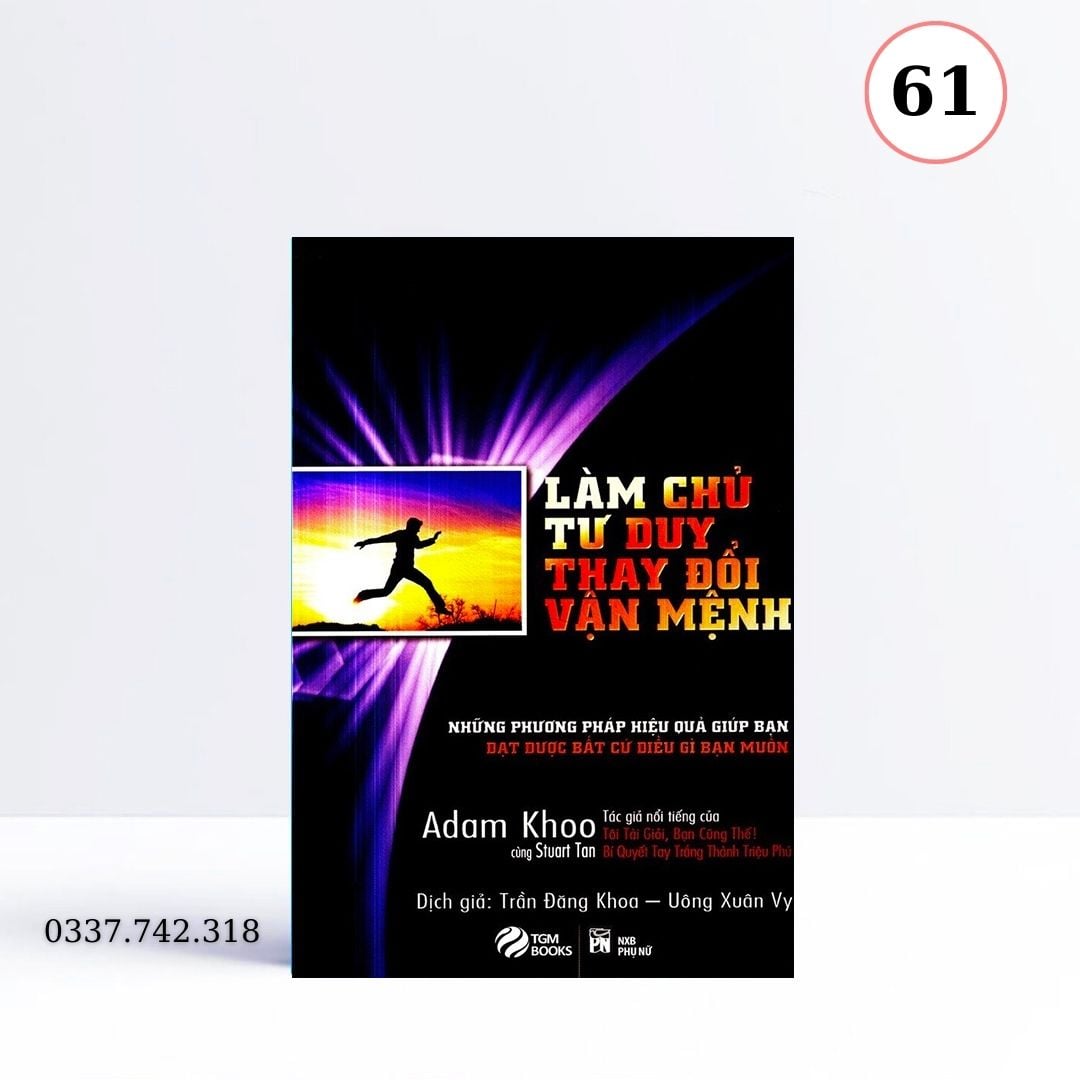 61
LÀM CHỦ
TƯ DUY
THAY ĐỔI
VẬN MỆNH
NHỮNG PHƯƠNG PHÁP HIỆU QUẢ GIÚP BẠN
ĐẠT ĐƯỢC BẤT CỨ ĐIỀU GÌ BẠN MUỐN
Adam Khoo
cùng Stuart Tan
Tác giả nổi tiếng của
Tôi Tài Giỏi, Bạn Cũng Thế!
Bí Quyết Tay Trắng Thành Triệu Phú
Dịch giả: Trần Đăng Khoa — Uông Xuân Vy
TGM
BOOKS
PN
NXB
PHỤ NỮ
0337.742.318